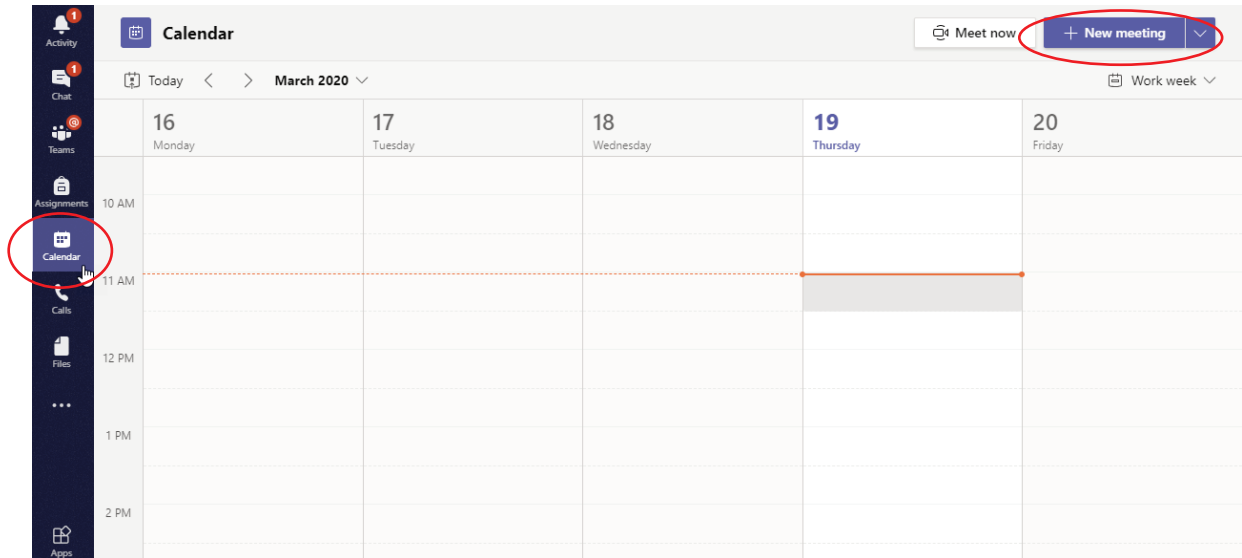 1
Activity
1
Chat
@
Teams
Assignments
Calendar
Calls
Files
...
Apps
Calendar
Meet now
+ New meeting
Today < > March 2020
Work week
16
Monday
17
Tuesday
18
Wednesday
19
Thursday
20
Friday
10 AM
11 AM
12 PM
1 PM
2 PM